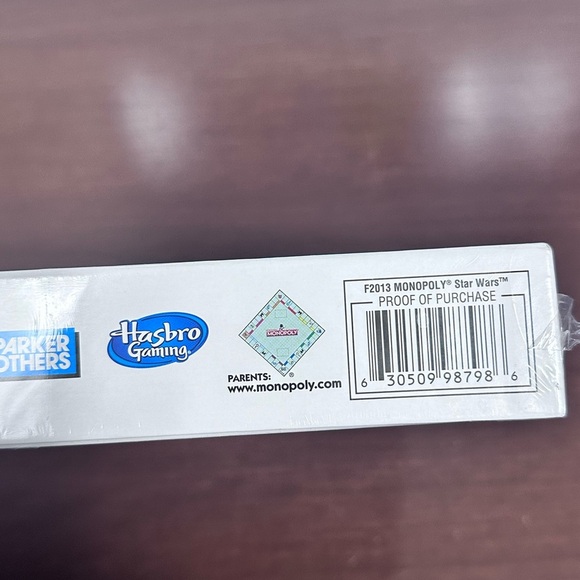 PARKER
OTHERS
Hasbro
Gaming
MONOPOLY
PARENTS:
www.monopoly.com
F2013 MONOPOLY® Star Wars™
PROOF OF PURCHASE
6 30509 98798 6